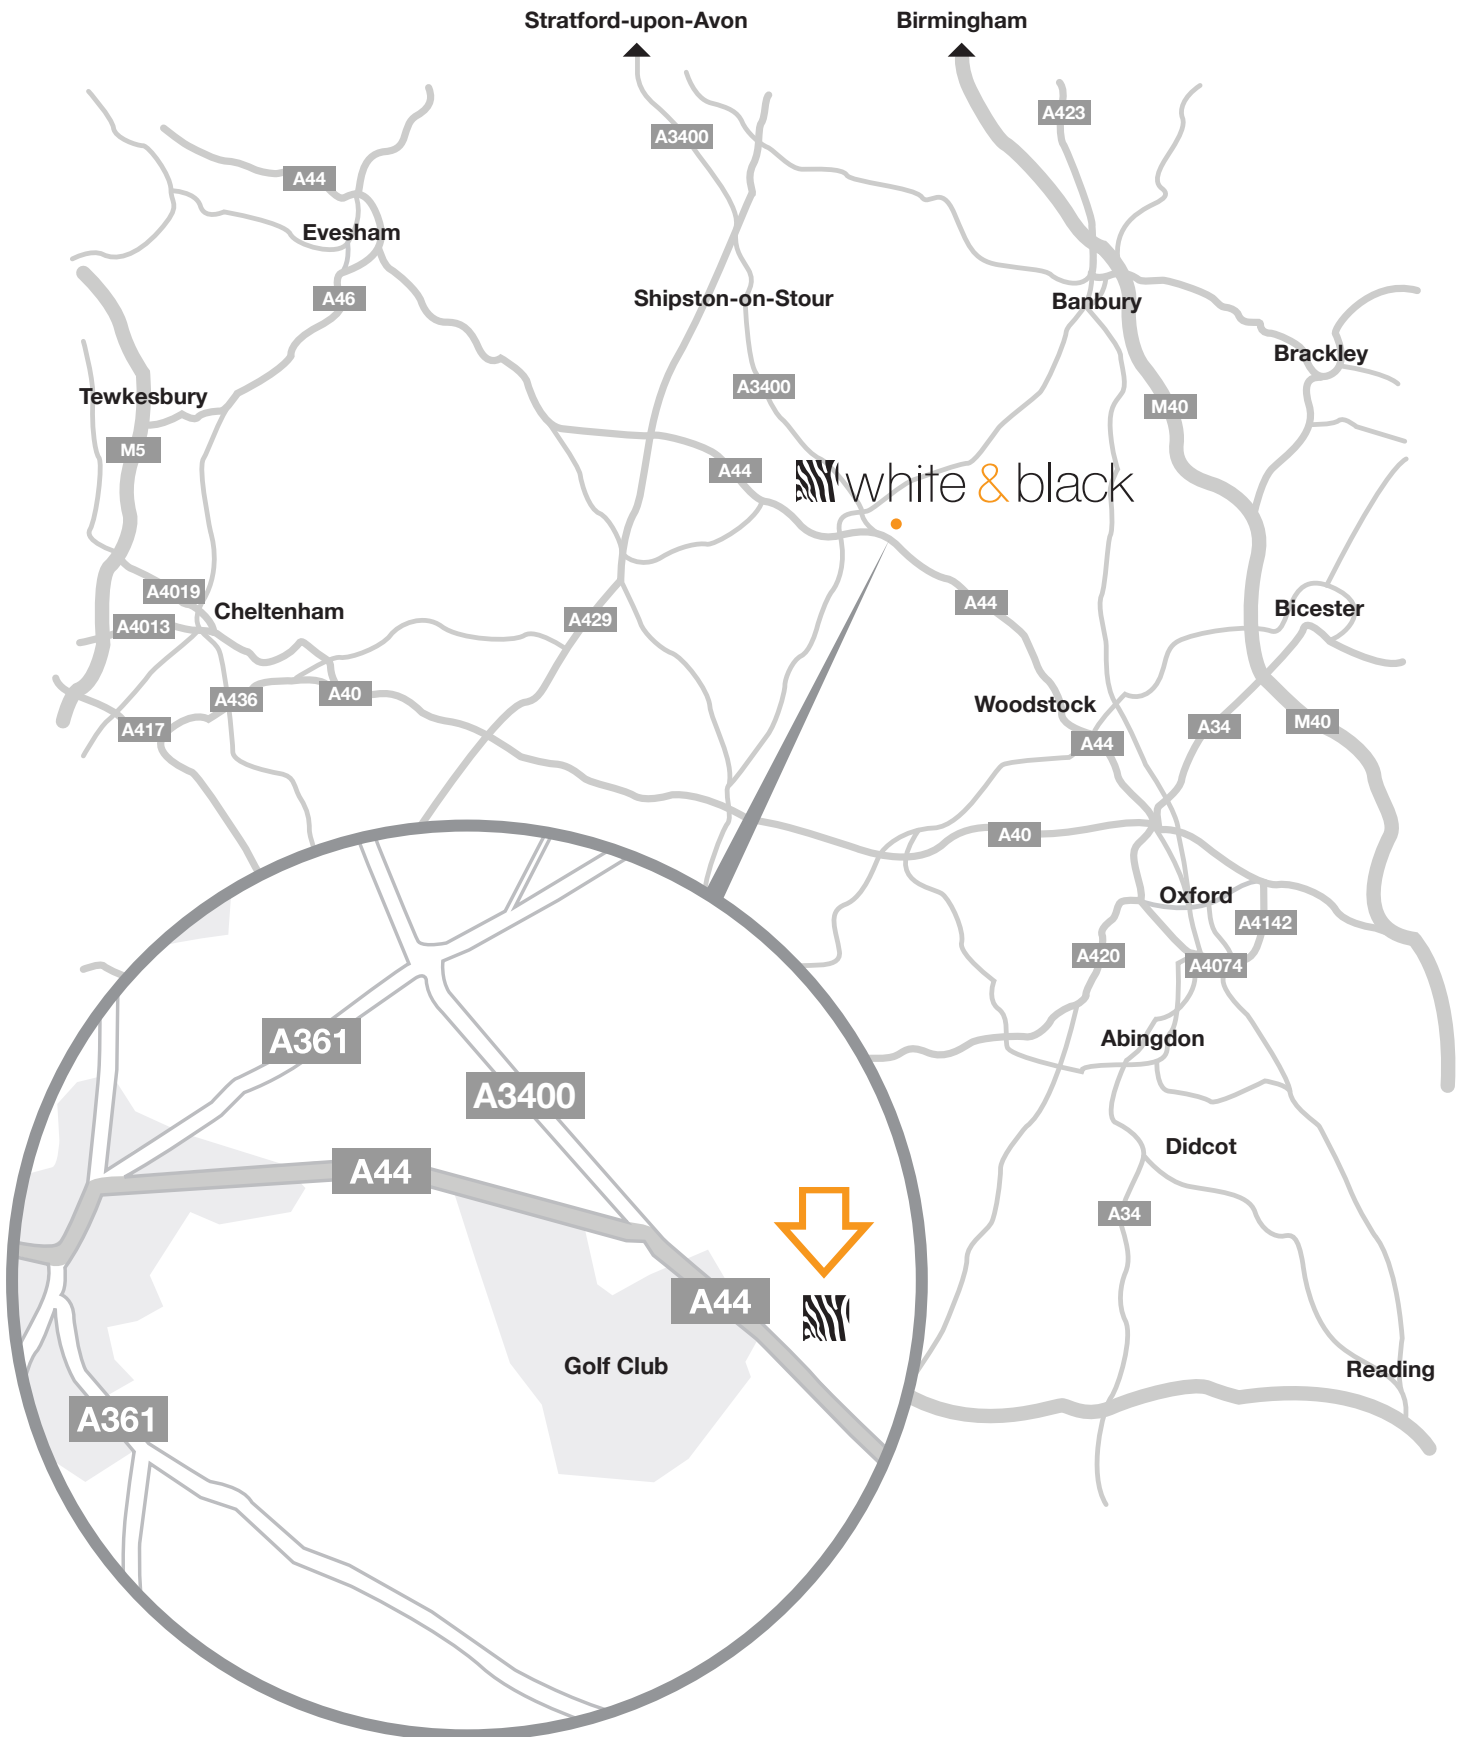 Stratford-upon-Avon
Birmingham
A423
A3400
A44
Evesham
A46
Shipston-on-Stour
Banbury
Brackley
A3400
Tewkesbury
M40
M5
A44
white & black
A4019
A44
Cheltenham
Bicester
A4013
A429
A436
A40
Woodstock
A417
A44
A34
M40
A40
Oxford
A4142
A420
A4074
A361
Abingdon
A3400
Didcot
A44
A34
A44
Golf Club
Reading
A361